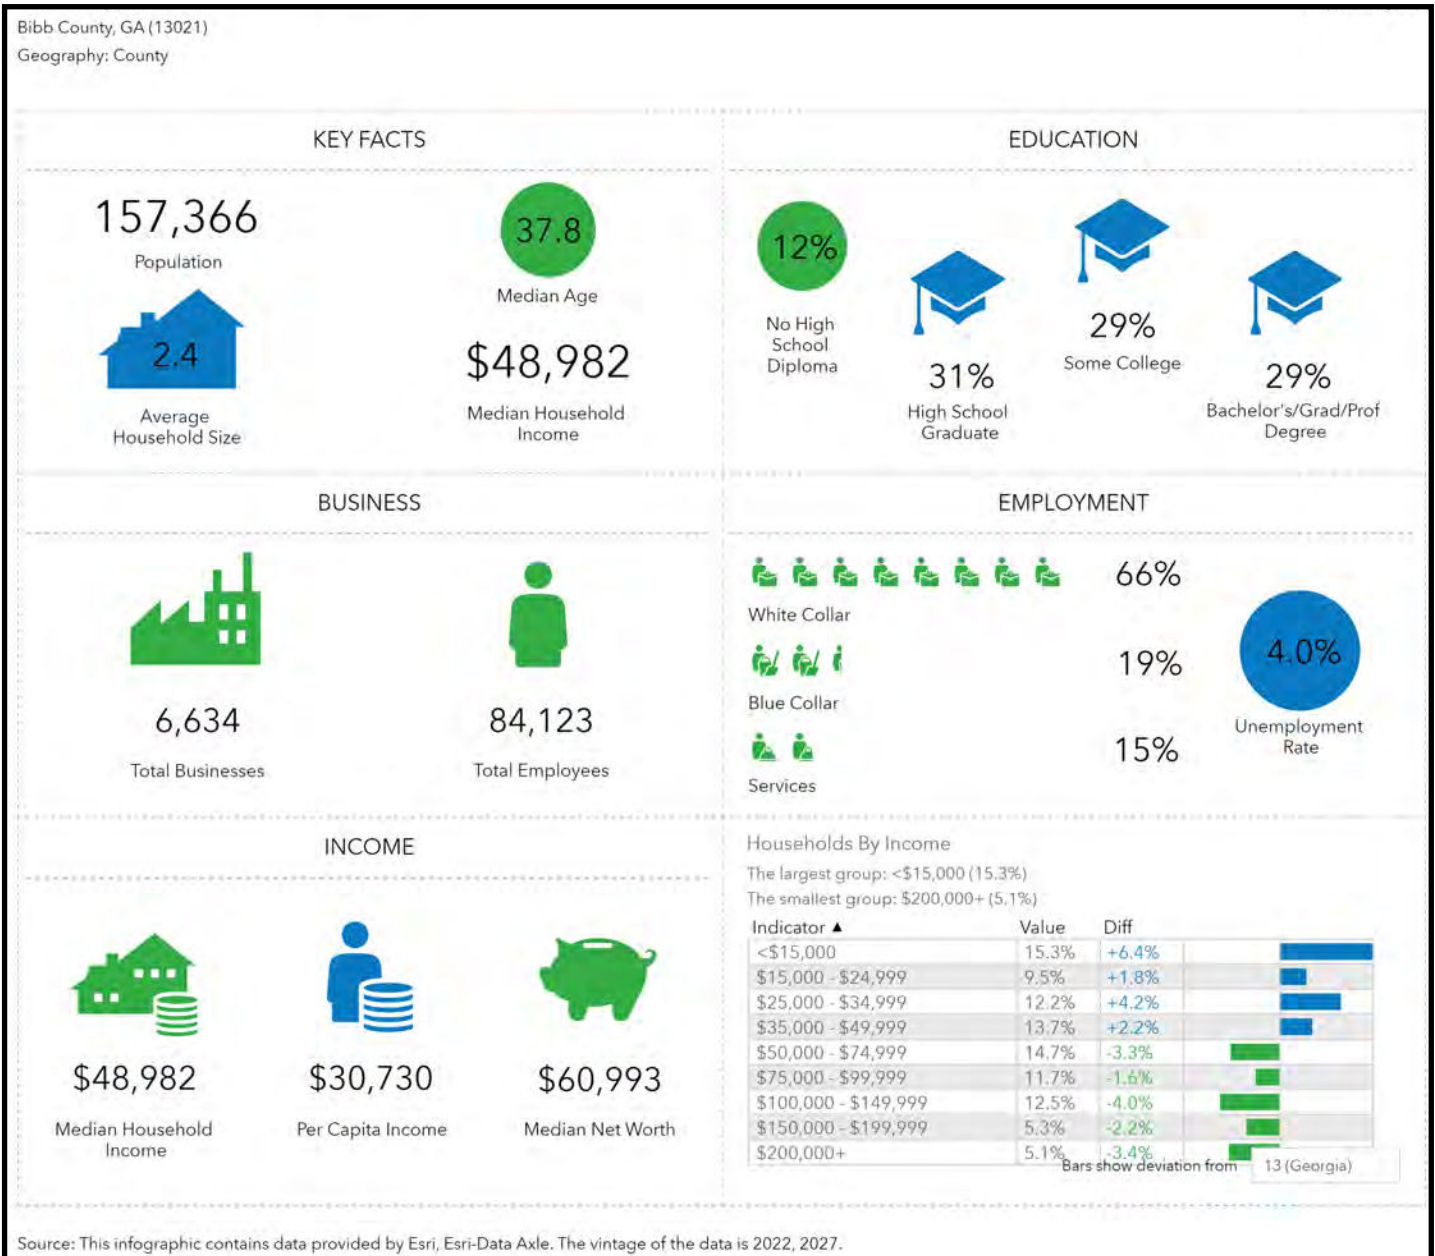 Bibb County, GA (13021)
Geography: County
KEY FACTS
157,366
Population
37.8
Median Age
2.4
Average
Household Size
$48,982
Median Household
Income
EDUCATION
12%
No High
School
Diploma
31%
High School
Graduate
29%
Some College
29%
Bachelor's/Grad/Prof
Degree
BUSINESS
6,634
Total Businesses
84,123
Total Employees
EMPLOYMENT
66%
White Collar
19%
Blue Collar
15%
Services
4.0%
Unemployment
Rate
INCOME
$48,982
Median Household
Income
$30,730
Per Capita Income
$60,993
Median Net Worth
Households By Income
The largest group: <$15,000 (15.3%)
The smallest group: $200,000+ (5.1%)
Indicator ▲ Value Diff
<$15,000 15.3% +6.4%
$15,000 - $24,999 9.5% +1.8%
$25,000 - $34,999 12.2% +4.2%
$35,000 - $49,999 13.7% +2.2%
$50,000 - $74,999 14.7% -3.3%
$75,000 - $99,999 11.7% -1.6%
$100,000 - $149,999 12.5% -4.0%
$150,000 - $199,999 5.3% -2.2%
$200,000+ 5.1% -3.4%
Bars show deviation from 13 (Georgia)
Source: This infographic contains data provided by Esri, Esri-Data Axle. The vintage of the data is 2022, 2027.